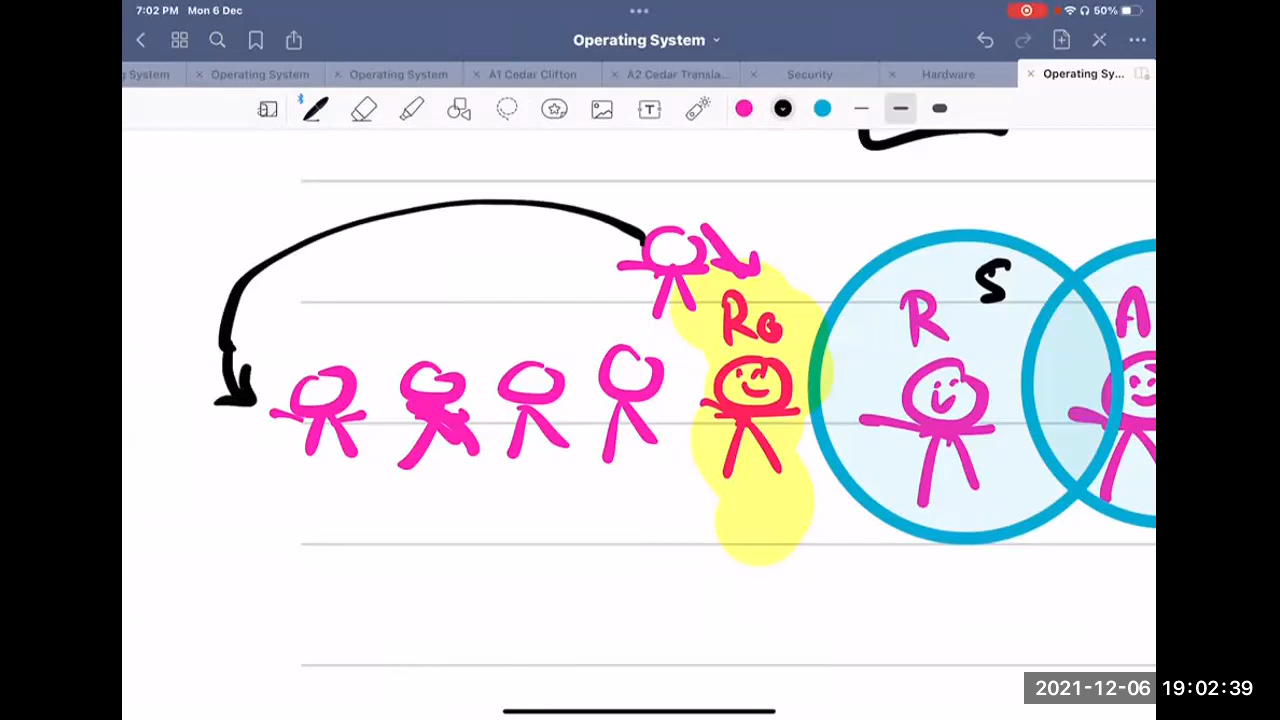 7:02 PM Mon 6 Dec
50%
Operating System
g System
Operating System
Operating System
A1 Cedar Clifton
A2 Cedar Transla...
Security
Hardware
Operating Sy...
T
S
Ro
R
A
2021-12-06 19:02:39